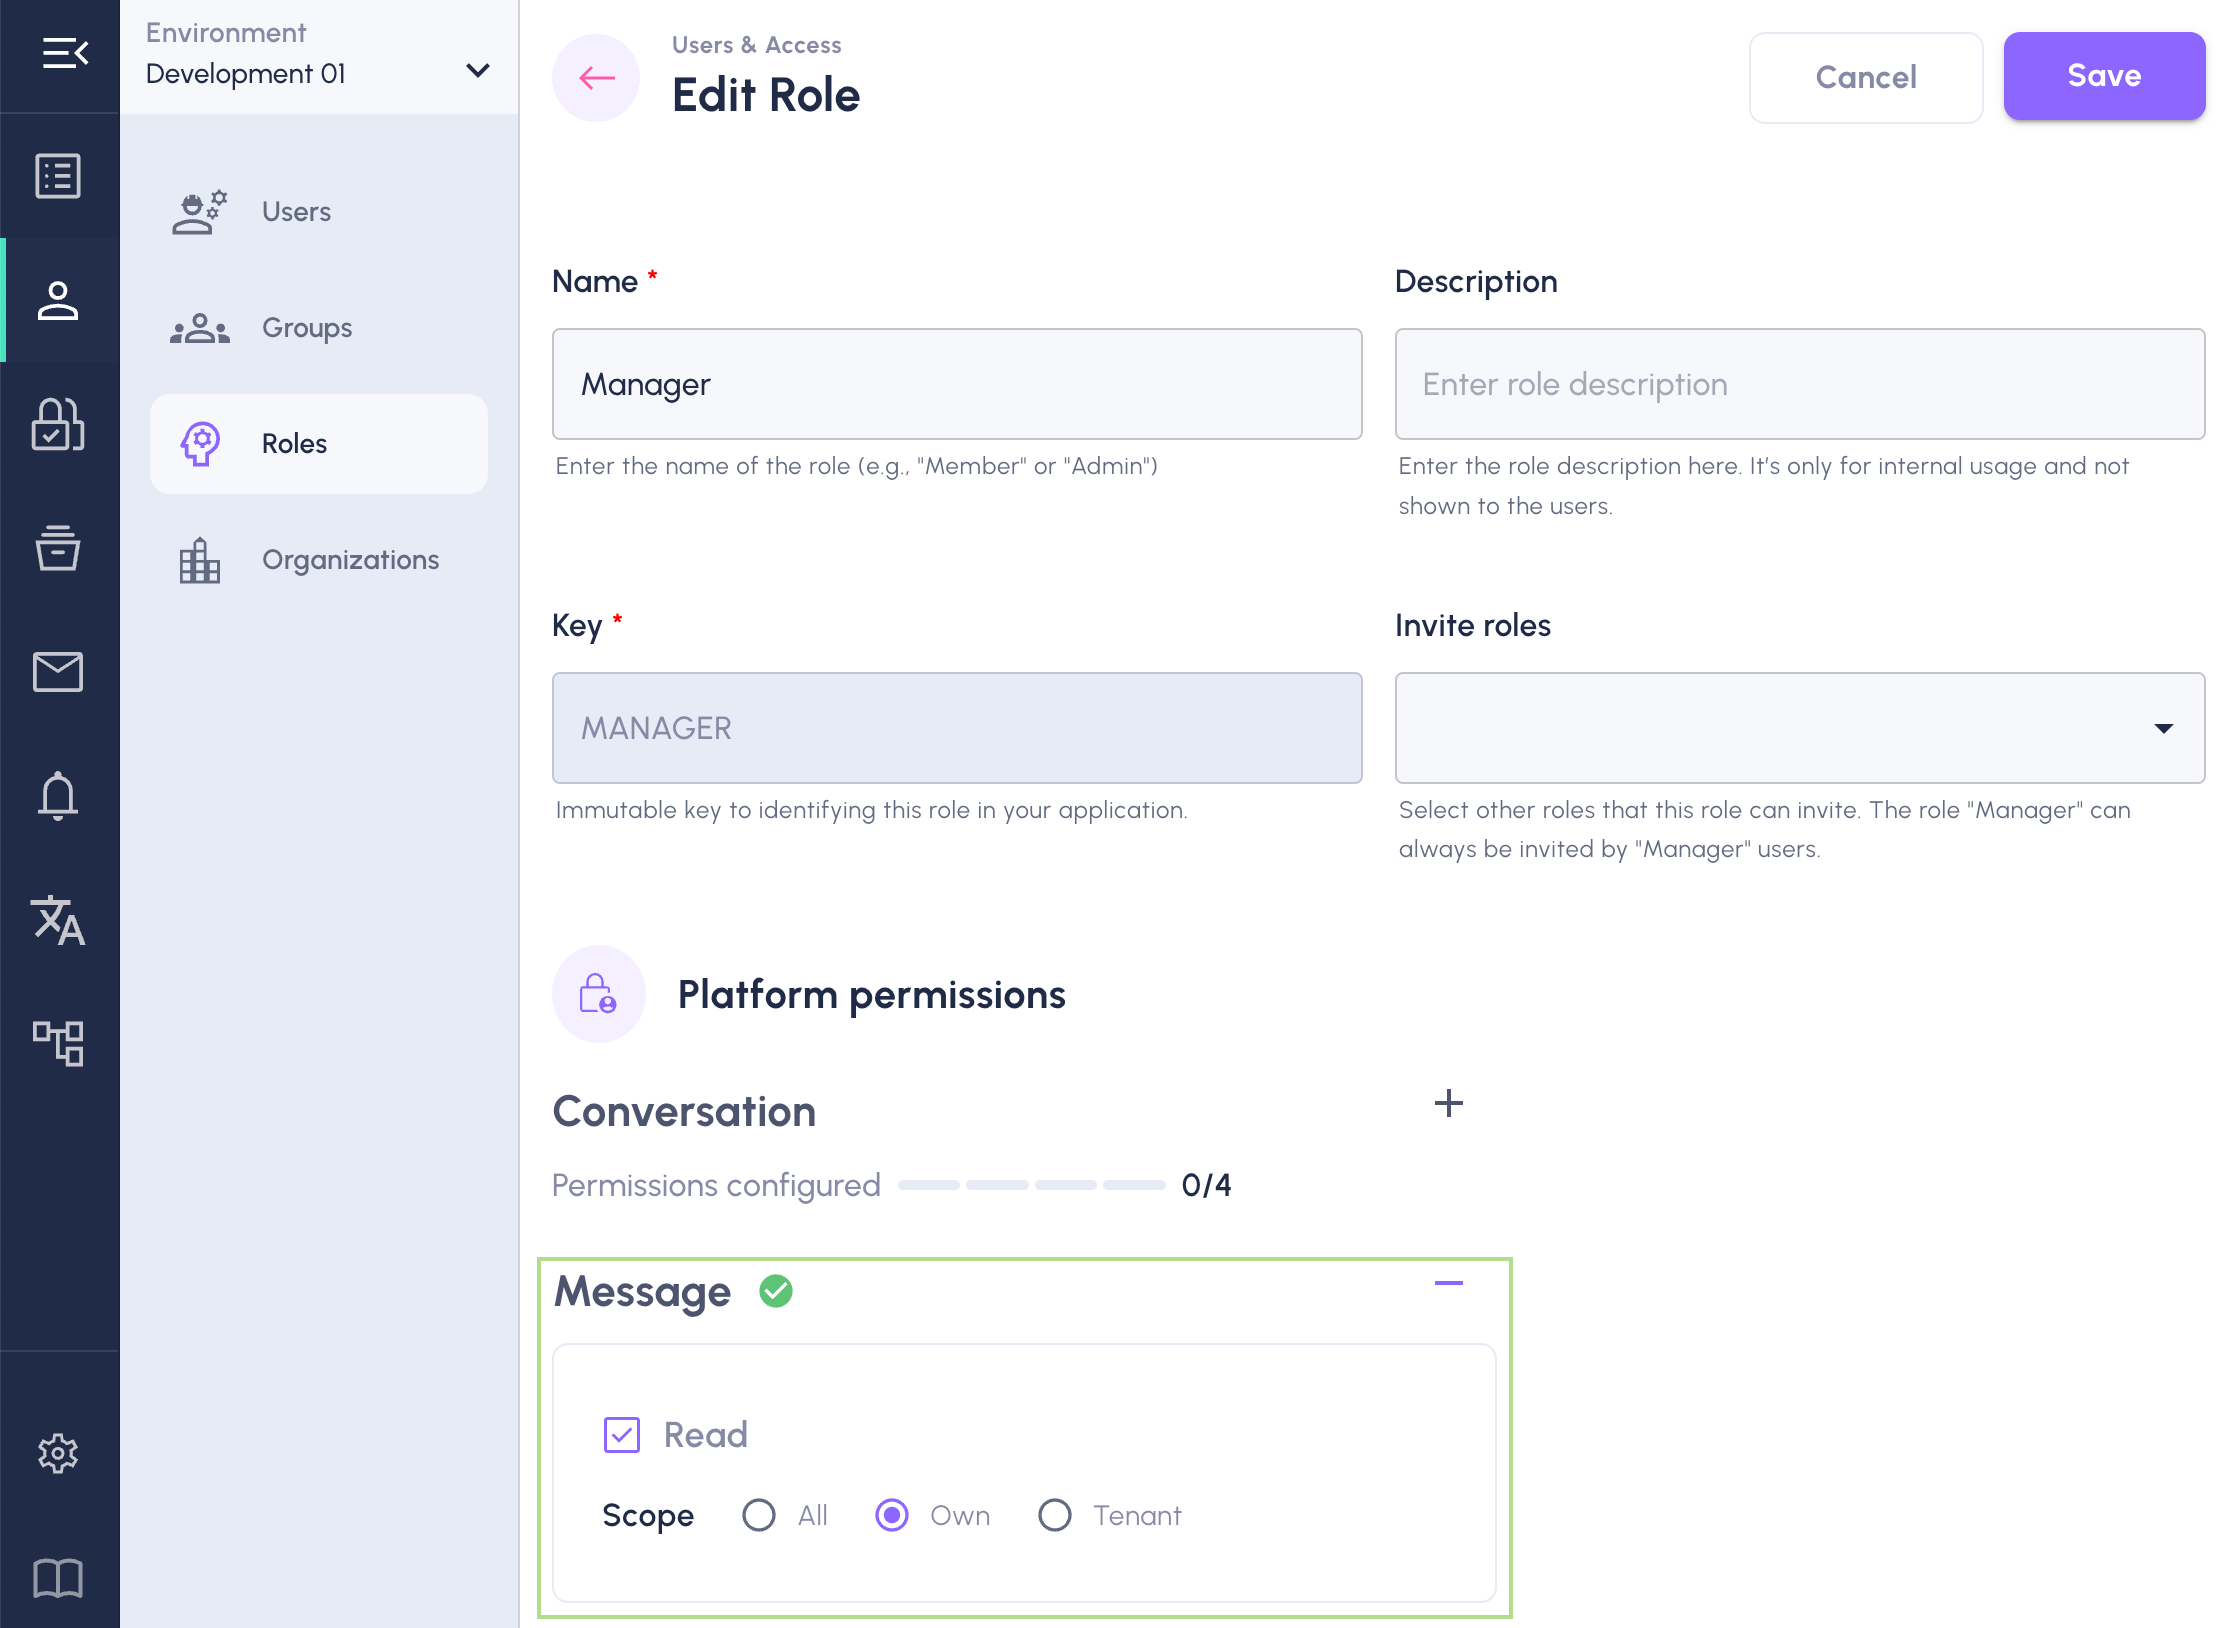 Environment
Development 01
Users
Groups
Roles
Organizations
Users & Access
Edit Role
Cancel
Save
Name *
Manager
Enter the name of the role (e.g., "Member" or "Admin")
Description
Enter role description
Enter the role description here. It's only for internal usage and not
shown to the users.
Key *
MANAGER
Immutable key to identifying this role in your application.
Invite roles
Select other roles that this role can invite. The role "Manager" can
always be invited by "Manager" users.
Platform permissions
Conversation
Permissions configured 0/4
Message
Read
Scope All Own Tenant